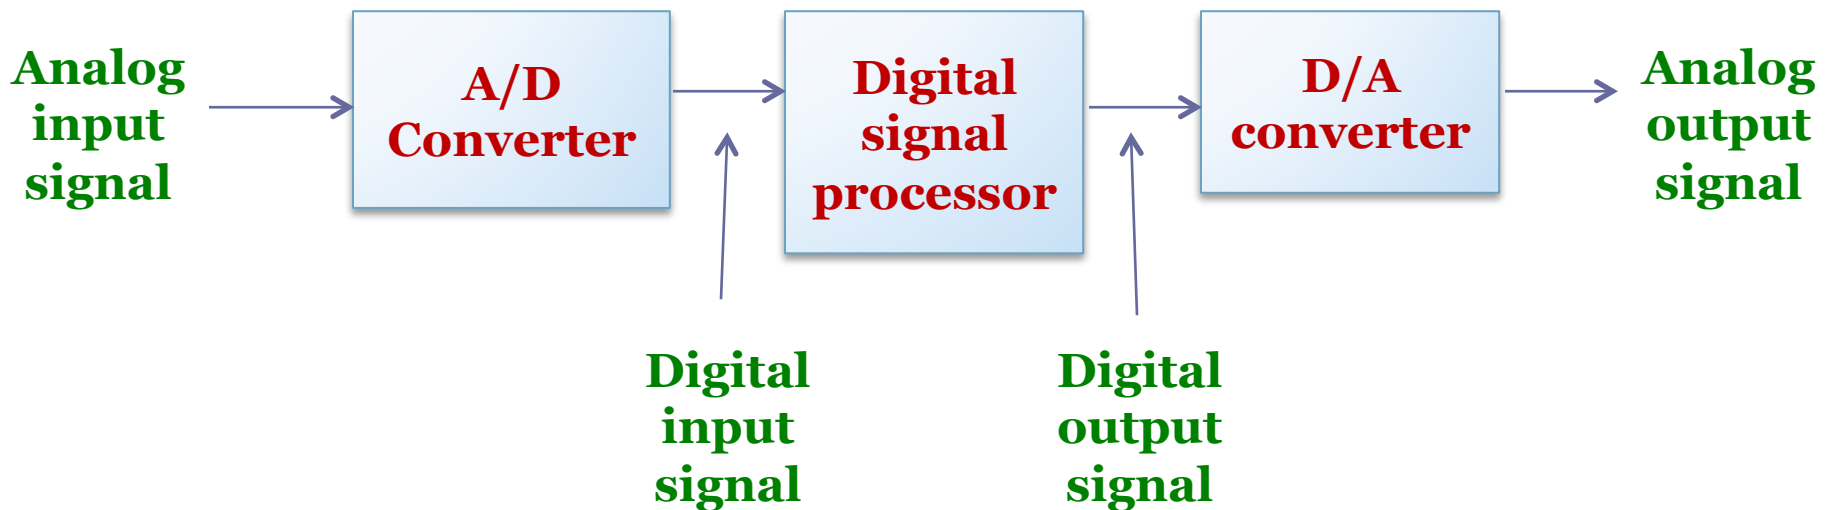 Analog
input
signal
A/D
Converter
Digital
signal
processor
D/A
converter
Analog
output
signal
Digital
input
signal
Digital
output
signal